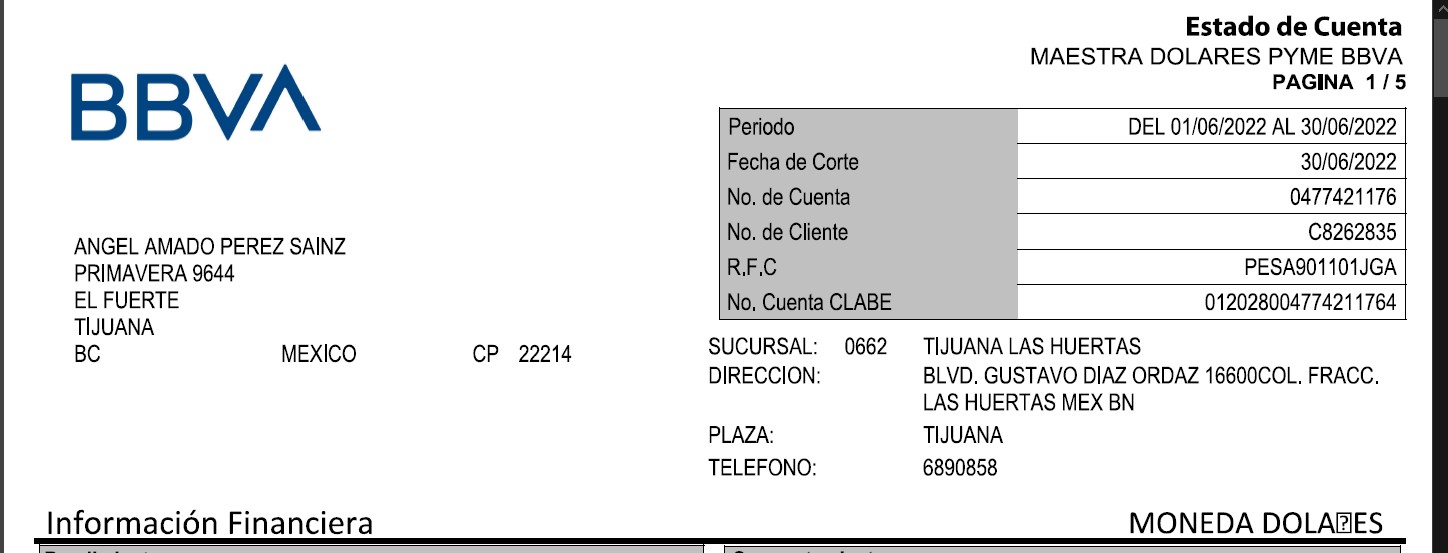 Estado de Cuenta
MAESTRA DOLARES PYME BBVA
PAGINA 1 / 5
BBVA
Periodo DEL 01/06/2022 AL 30/06/2022
Fecha de Corte 30/06/2022
No. de Cuenta 0477421176
No. de Cliente C8262835
R.F.C PESA901101JGA
No. Cuenta CLABE 012028004774211764
ANGEL AMADO PEREZ SAINZ
PRIMAVERA 9644
EL FUERTE
TIJUANA
BC MEXICO CP 22214
SUCURSAL: 0662 TIJUANA LAS HUERTAS
DIRECCION: BLVD. GUSTAVO DIAZ ORDAZ 16600COL. FRACC.
LAS HUERTAS MEX BN
PLAZA: TIJUANA
TELEFONO: 6890858
Información Financiera MONEDA DOLA�ES